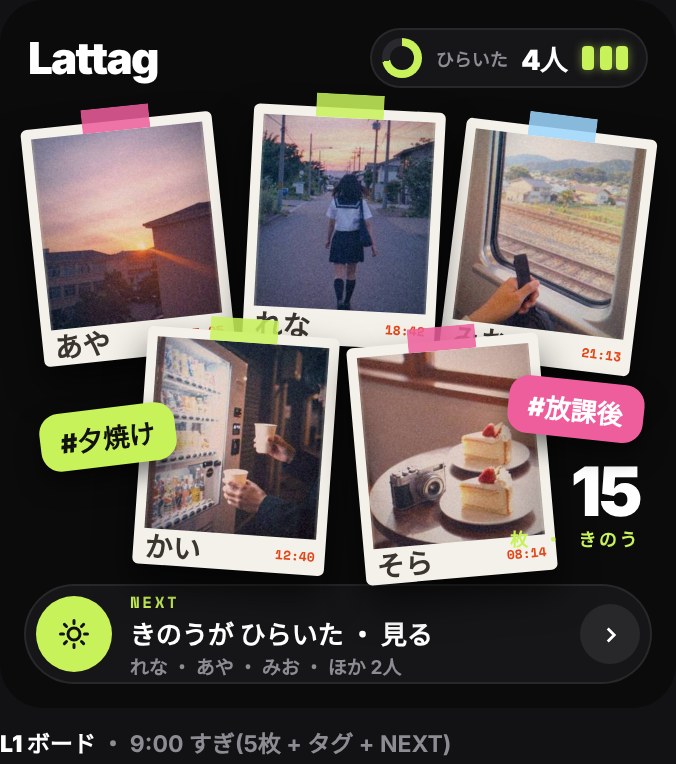 Lattag
ひらいた 4人
れな
18:42
あや
21:13
#放課後
#夕焼け
15
枚 ・ きのう
かい
12:40
そら
08:14
NEXT
きのうが ひらいた ・ 見る
れな ・ あや ・ みお ・ ほか 2人
L1 ボード ・ 9:00 すぎ(5枚 + タグ + NEXT)